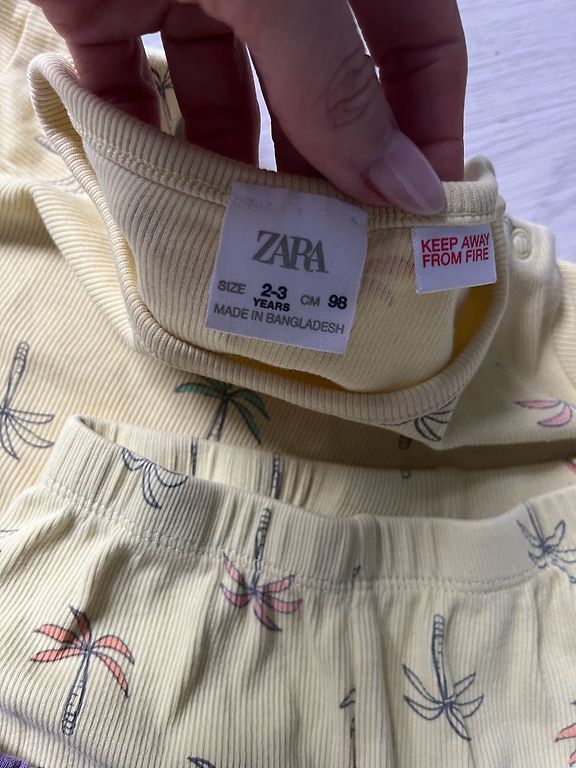 ZARA
SIZE 2-3 YEARS CM 98
MADE IN BANGLADESH
KEEP AWAY
FROM FIRE